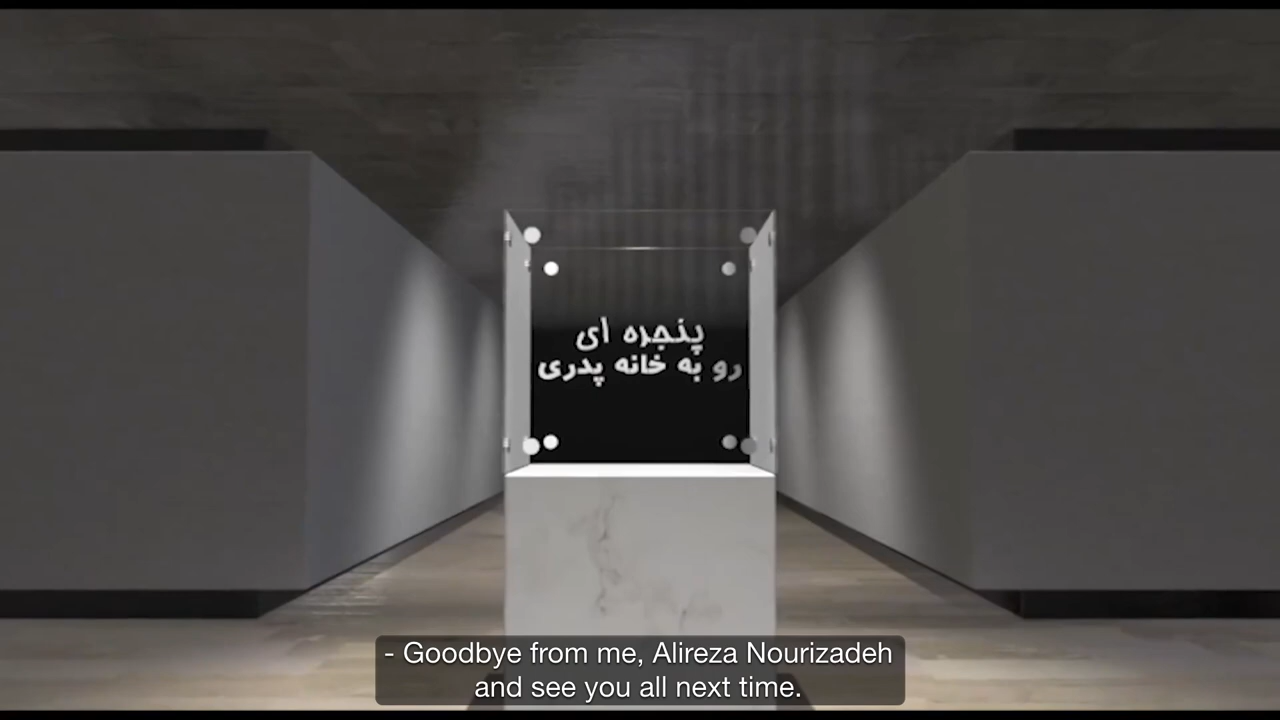 پنجره ای
رو به خانه پدری
- Goodbye from me, Alireza Nourizadeh
and see you all next time.